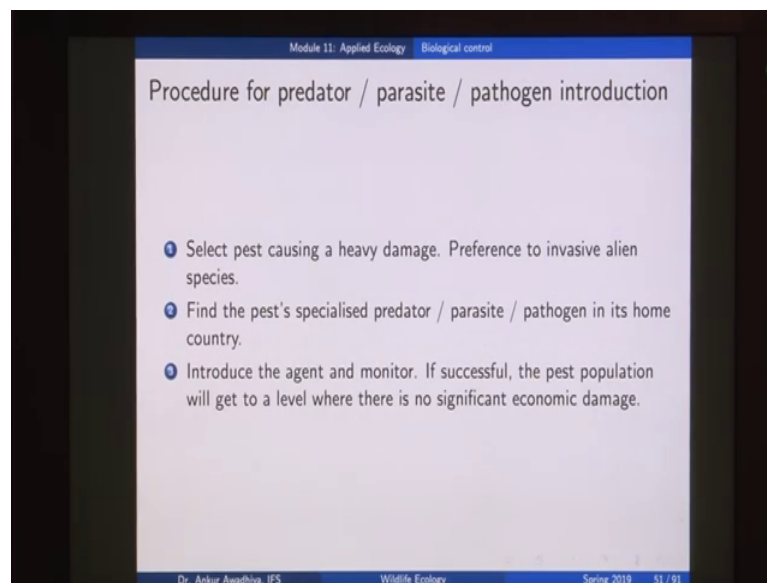 Module 11: Applied Ecology Biological control
Procedure for predator / parasite / pathogen introduction
1 Select pest causing a heavy damage. Preference to invasive alien
species.
2 Find the pest's specialised predator / parasite / pathogen in its home
country.
3 Introduce the agent and monitor. If successful, the pest population
will get to a level where there is no significant economic damage.
Dr. Ankur Awadhiya, IFS Wildlife Ecology Spring 2019 51 / 91